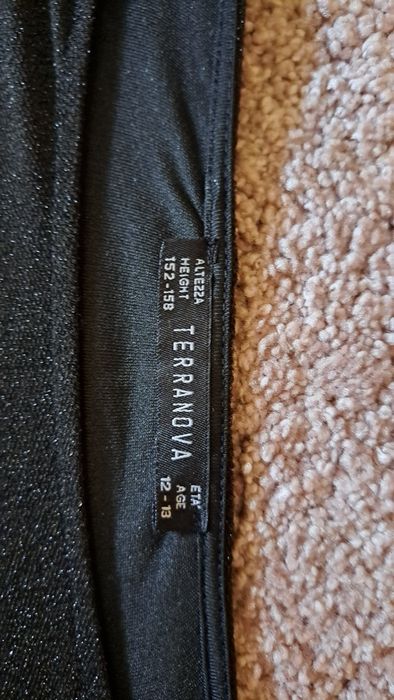 ALTEZZA
HEIGHT
152-158
TERRANOVA
ETA'
AGE
12-13